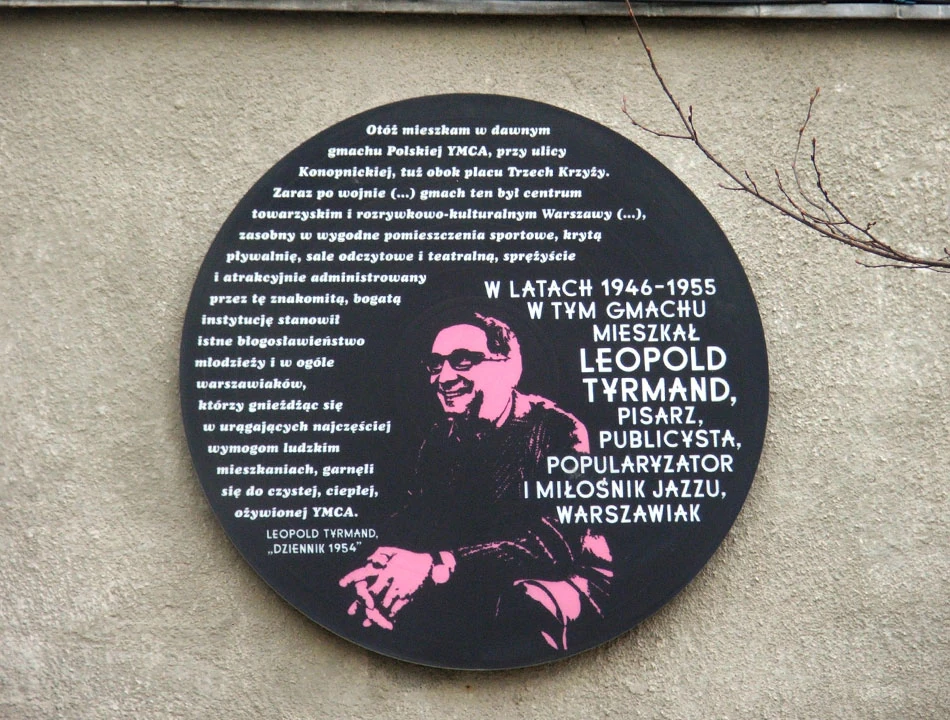 Otóż mieszkam w dawnym
gmachu Polskiej YMCA, przy ulicy
Konopnickiej, tuż obok placu Trzech Krzyży.
Zaraz po wojnie (...) gmach ten był centrum
towarzyskim i rozrywkowo-kulturalnym Warszawy (...),
zasobny w wygodne pomieszczenia sportowe, krytą
pływalnię, sale odczytowe i teatralną, sprężyście
i atrakcyjnie administrowany
przez tę znakomitą, bogatą
instytucję stanowił
istne błogosławieństwo
młodzieży i w ogóle
warszawiaków,
którzy gnieżdżąc się
w urągających najczęściej
wymogom ludzkim
mieszkaniach, garnęli
się do czystej, ciepłej,
ożywionej YMCA.
LEOPOLD TYRMAND,
„DZIENNIK 1954”
W LATACH 1946-1955
W TYM GMACHU
MIESZKAŁ
LEOPOLD
TYRMAND,
PISARZ,
PUBLICYSTA,
POPULARYZATOR
I MIŁOŚNIK JAZZU,
WARSZAWIAK